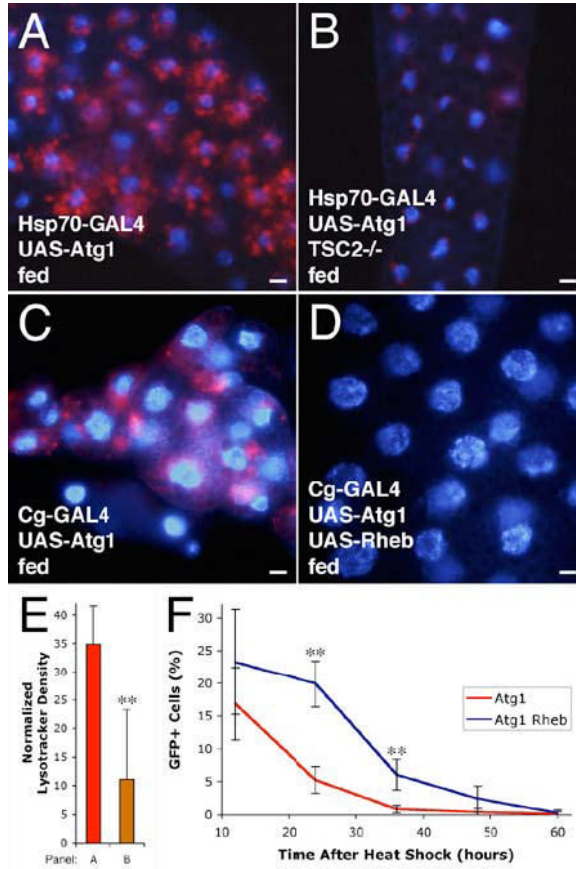 A
Hsp70-GAL4
UAS-Atg1
fed
B
Hsp70-GAL4
UAS-Atg1
TSC2-/-
fed
C
Cg-GAL4
UAS-Atg1
fed
D
Cg-GAL4
UAS-Atg1
UAS-Rheb
fed
E
Normalized
Lysotracker Density
40
35
30
25
20
15
10
5
0
**
Panel: A B
F
GFP+ Cells (%)
30
25
20
15
10
5
0
**
**
Atg1
Atg1 Rheb
10 20 30 40 50 60
Time After Heat Shock (hours)